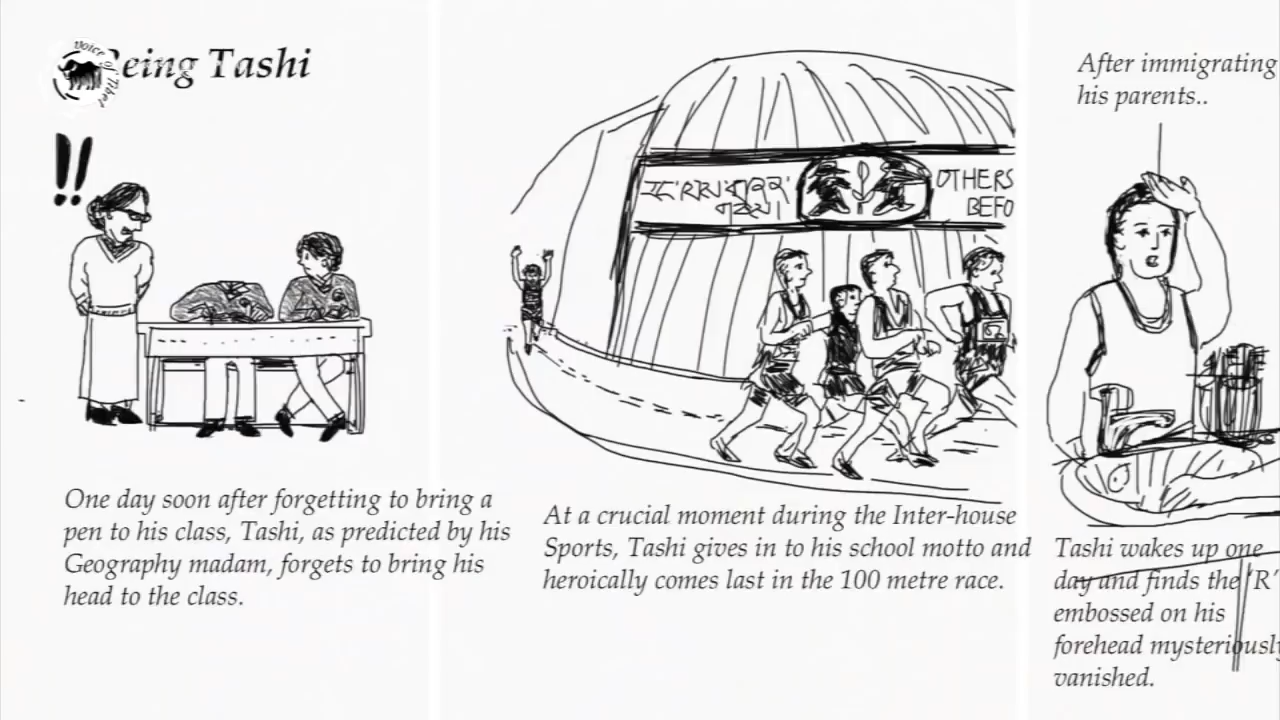 Voice of Tibet
Being Tashi
!!
OTHERS
BEFO
One day soon after forgetting to bring a
pen to his class, Tashi, as predicted by his
Geography madam, forgets to bring his
head to the class.
At a crucial moment during the Inter-house
Sports, Tashi gives in to his school motto and
heroically comes last in the 100 metre race.
After immigrating
his parents..
Tashi wakes up one
day and finds the 'R'
embossed on his
forehead mysteriously
vanished.